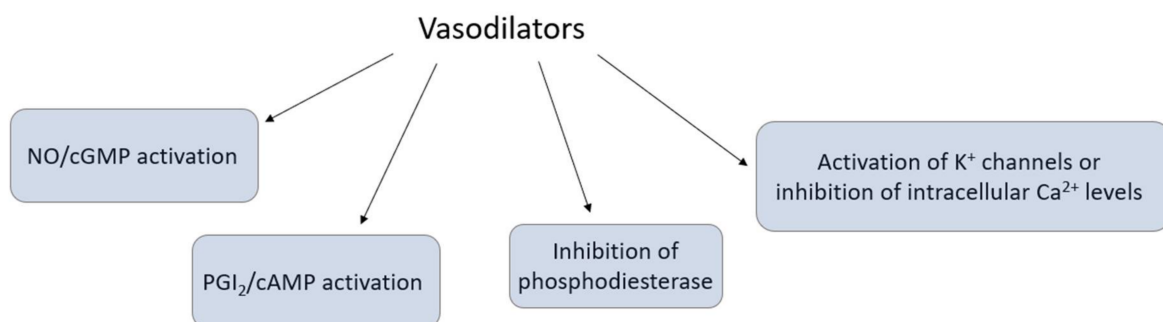 Vasodilators
NO/cGMP activation
PGI₂/cAMP activation
Inhibition of
phosphodiesterase
Activation of K⁺ channels or
inhibition of intracellular Ca²⁺ levels